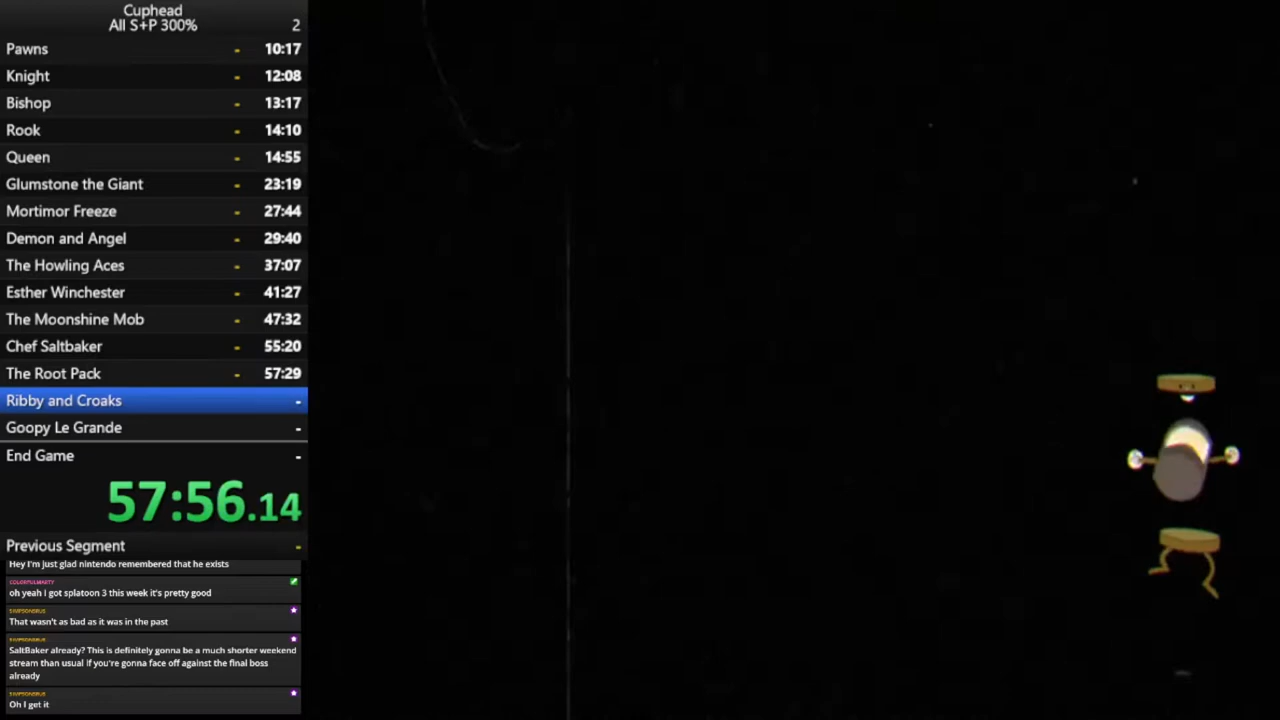 Cuphead
All S+P 300% 2
Pawns - 10:17
Knight - 12:08
Bishop - 13:17
Rook - 14:10
Queen - 14:55
Glumstone the Giant - 23:19
Mortimor Freeze - 27:44
Demon and Angel - 29:40
The Howling Aces - 37:07
Esther Winchester - 41:27
The Moonshine Mob - 47:32
Chef Saltbaker - 55:20
The Root Pack - 57:29
Ribby and Croaks -
Goopy Le Grande -
End Game -
57:56.14
Previous Segment -
Hey I'm just glad nintendo remembered that he exists
COLORFULMARTY
oh yeah I got splatoon 3 this week it's pretty good
That wasn't as bad as it was in the past
SaltBaker already? This is definitely gonna be a much shorter weekend
stream than usual if you're gonna face off against the final boss
already
Oh I get it